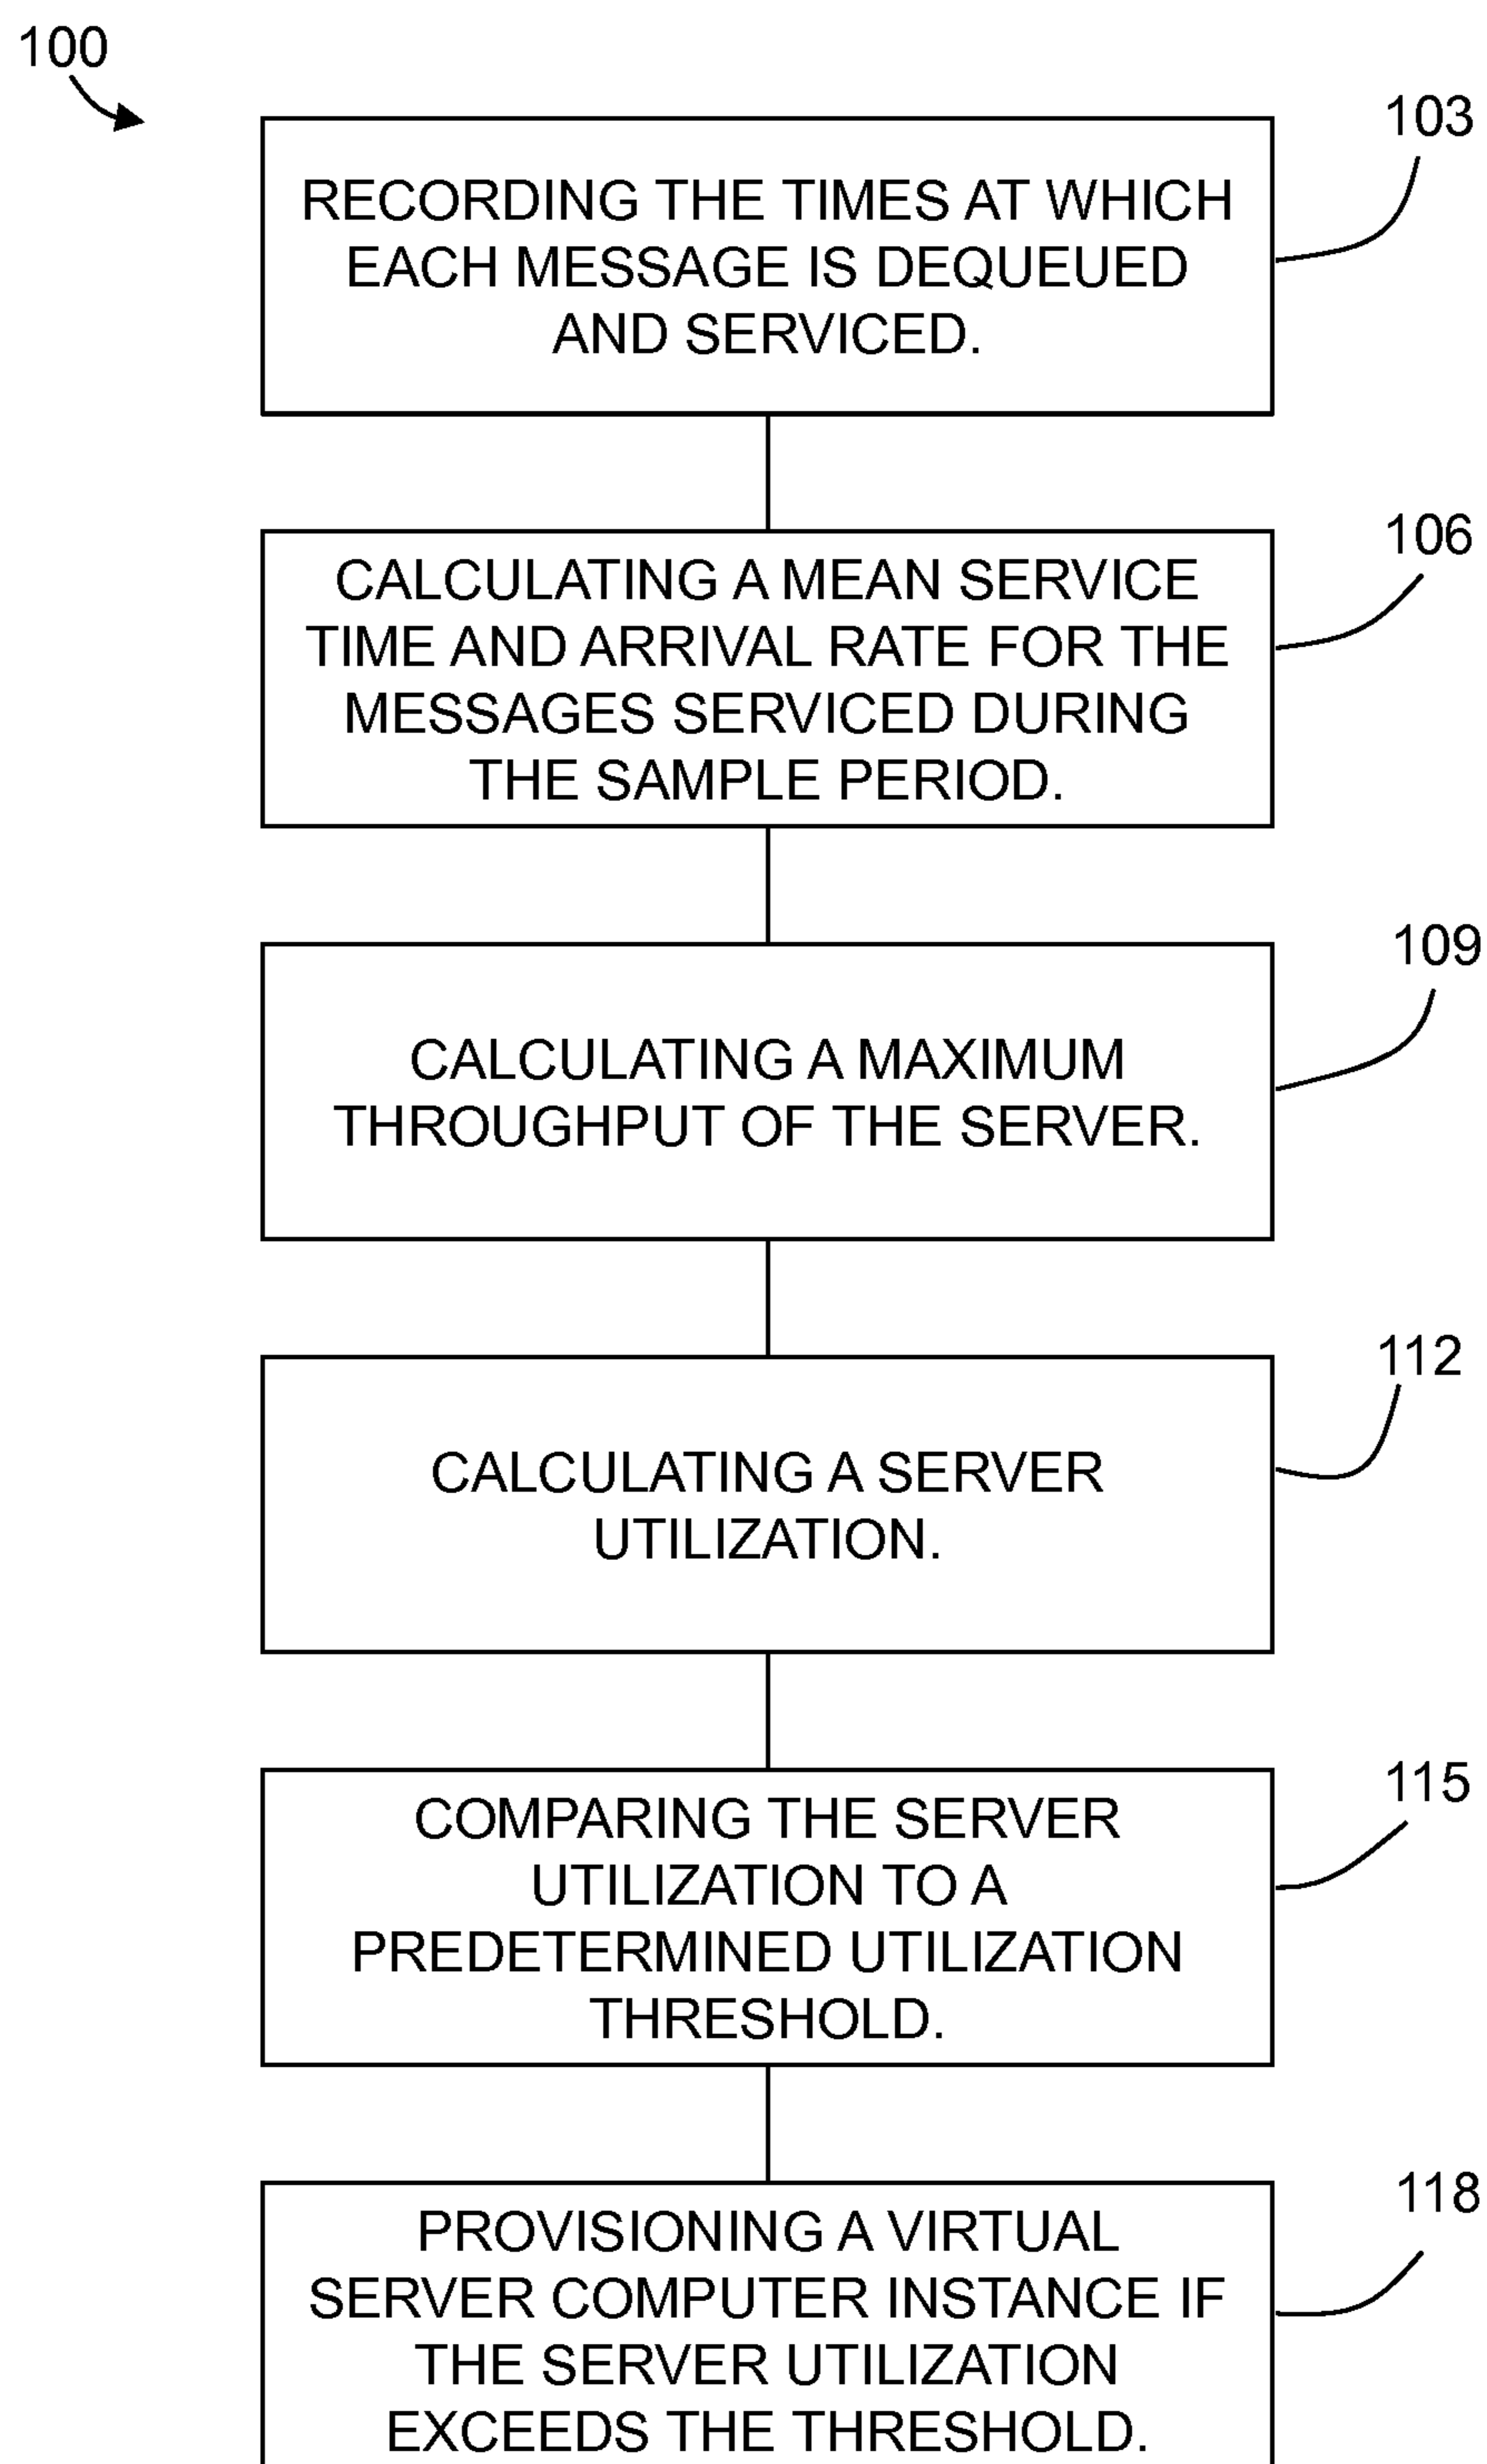 100
103
RECORDING THE TIMES AT WHICH
EACH MESSAGE IS DEQUEUED
AND SERVICED.
106
CALCULATING A MEAN SERVICE
TIME AND ARRIVAL RATE FOR THE
MESSAGES SERVICED DURING
THE SAMPLE PERIOD.
109
CALCULATING A MAXIMUM
THROUGHPUT OF THE SERVER.
112
CALCULATING A SERVER
UTILIZATION.
115
COMPARING THE SERVER
UTILIZATION TO A
PREDETERMINED UTILIZATION
THRESHOLD.
118
PROVISIONING A VIRTUAL
SERVER COMPUTER INSTANCE IF
THE SERVER UTILIZATION
EXCEEDS THE THRESHOLD.